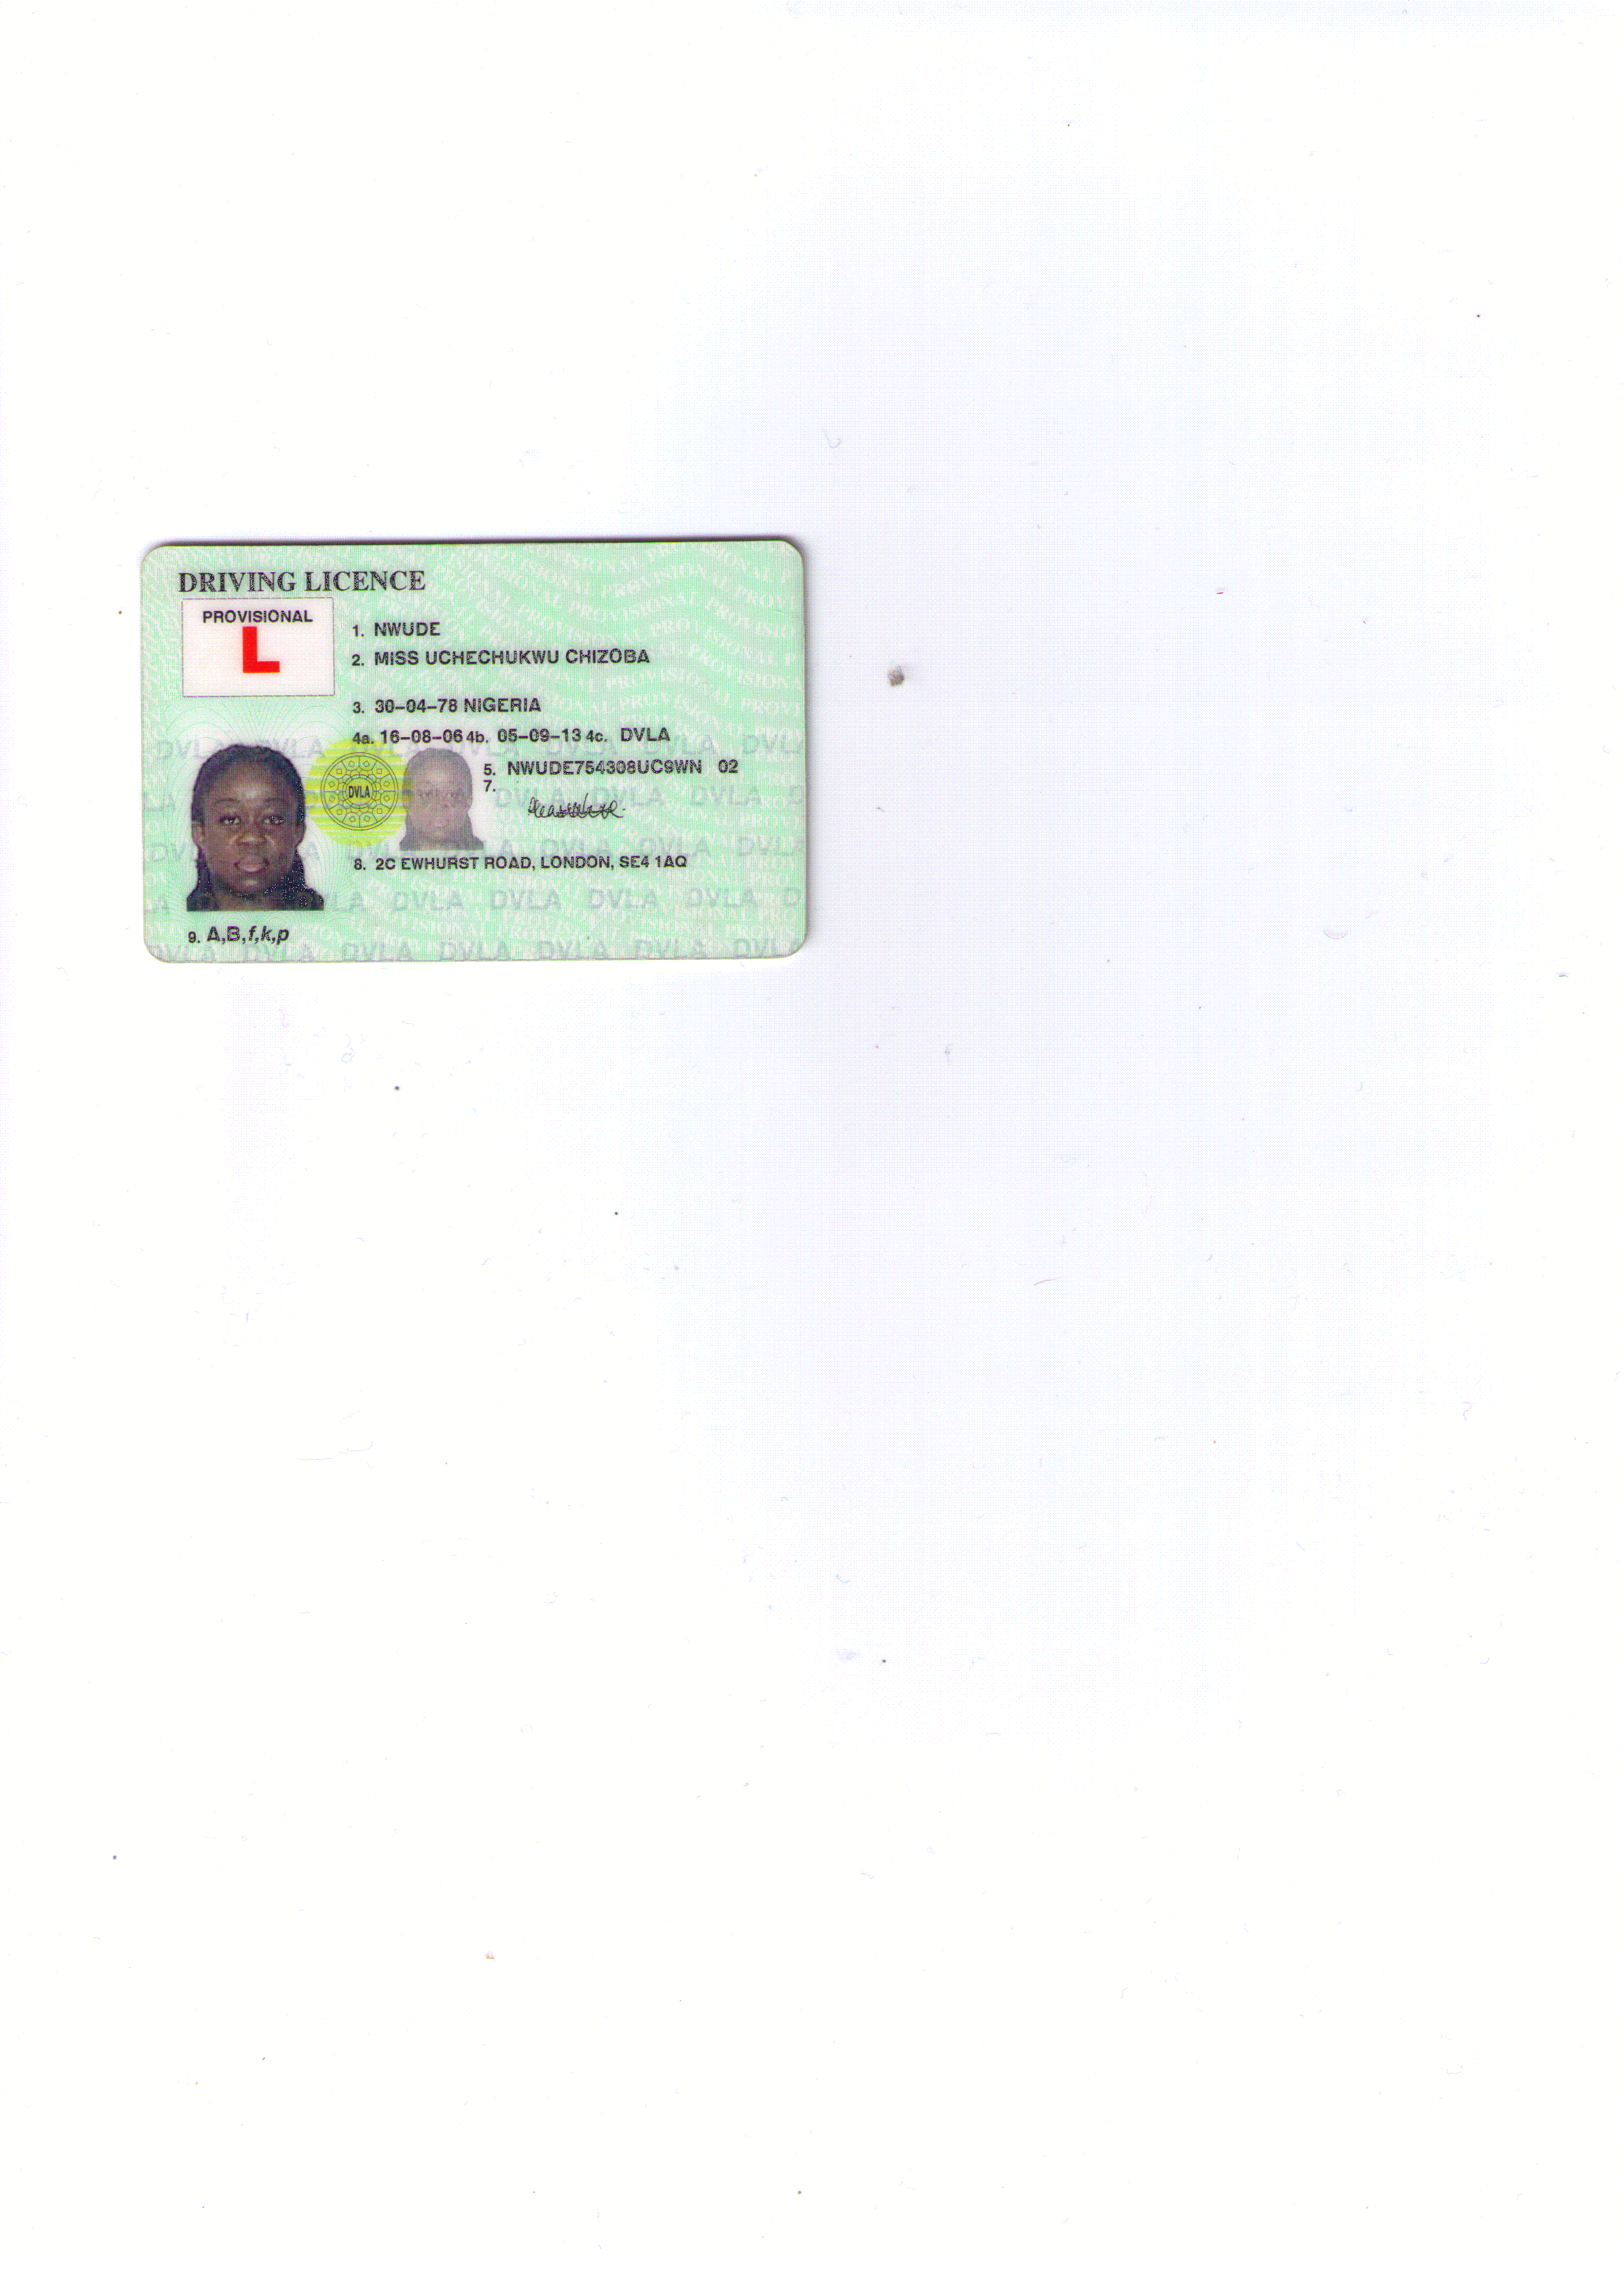 DRIVING LICENCE
PROVISIONAL
L
1. NWUDE
2. MISS UCHECHUKWU CHIZOBA
3. 30-04-78 NIGERIA
4a. 16-08-06 4b. 05-09-13 4c. DVLA
DVLA
5. NWUDE754308UC9WN 02
7.
8. 2C EWHURST ROAD, LONDON, SE4 1AQ
9. A,B,f,k,p